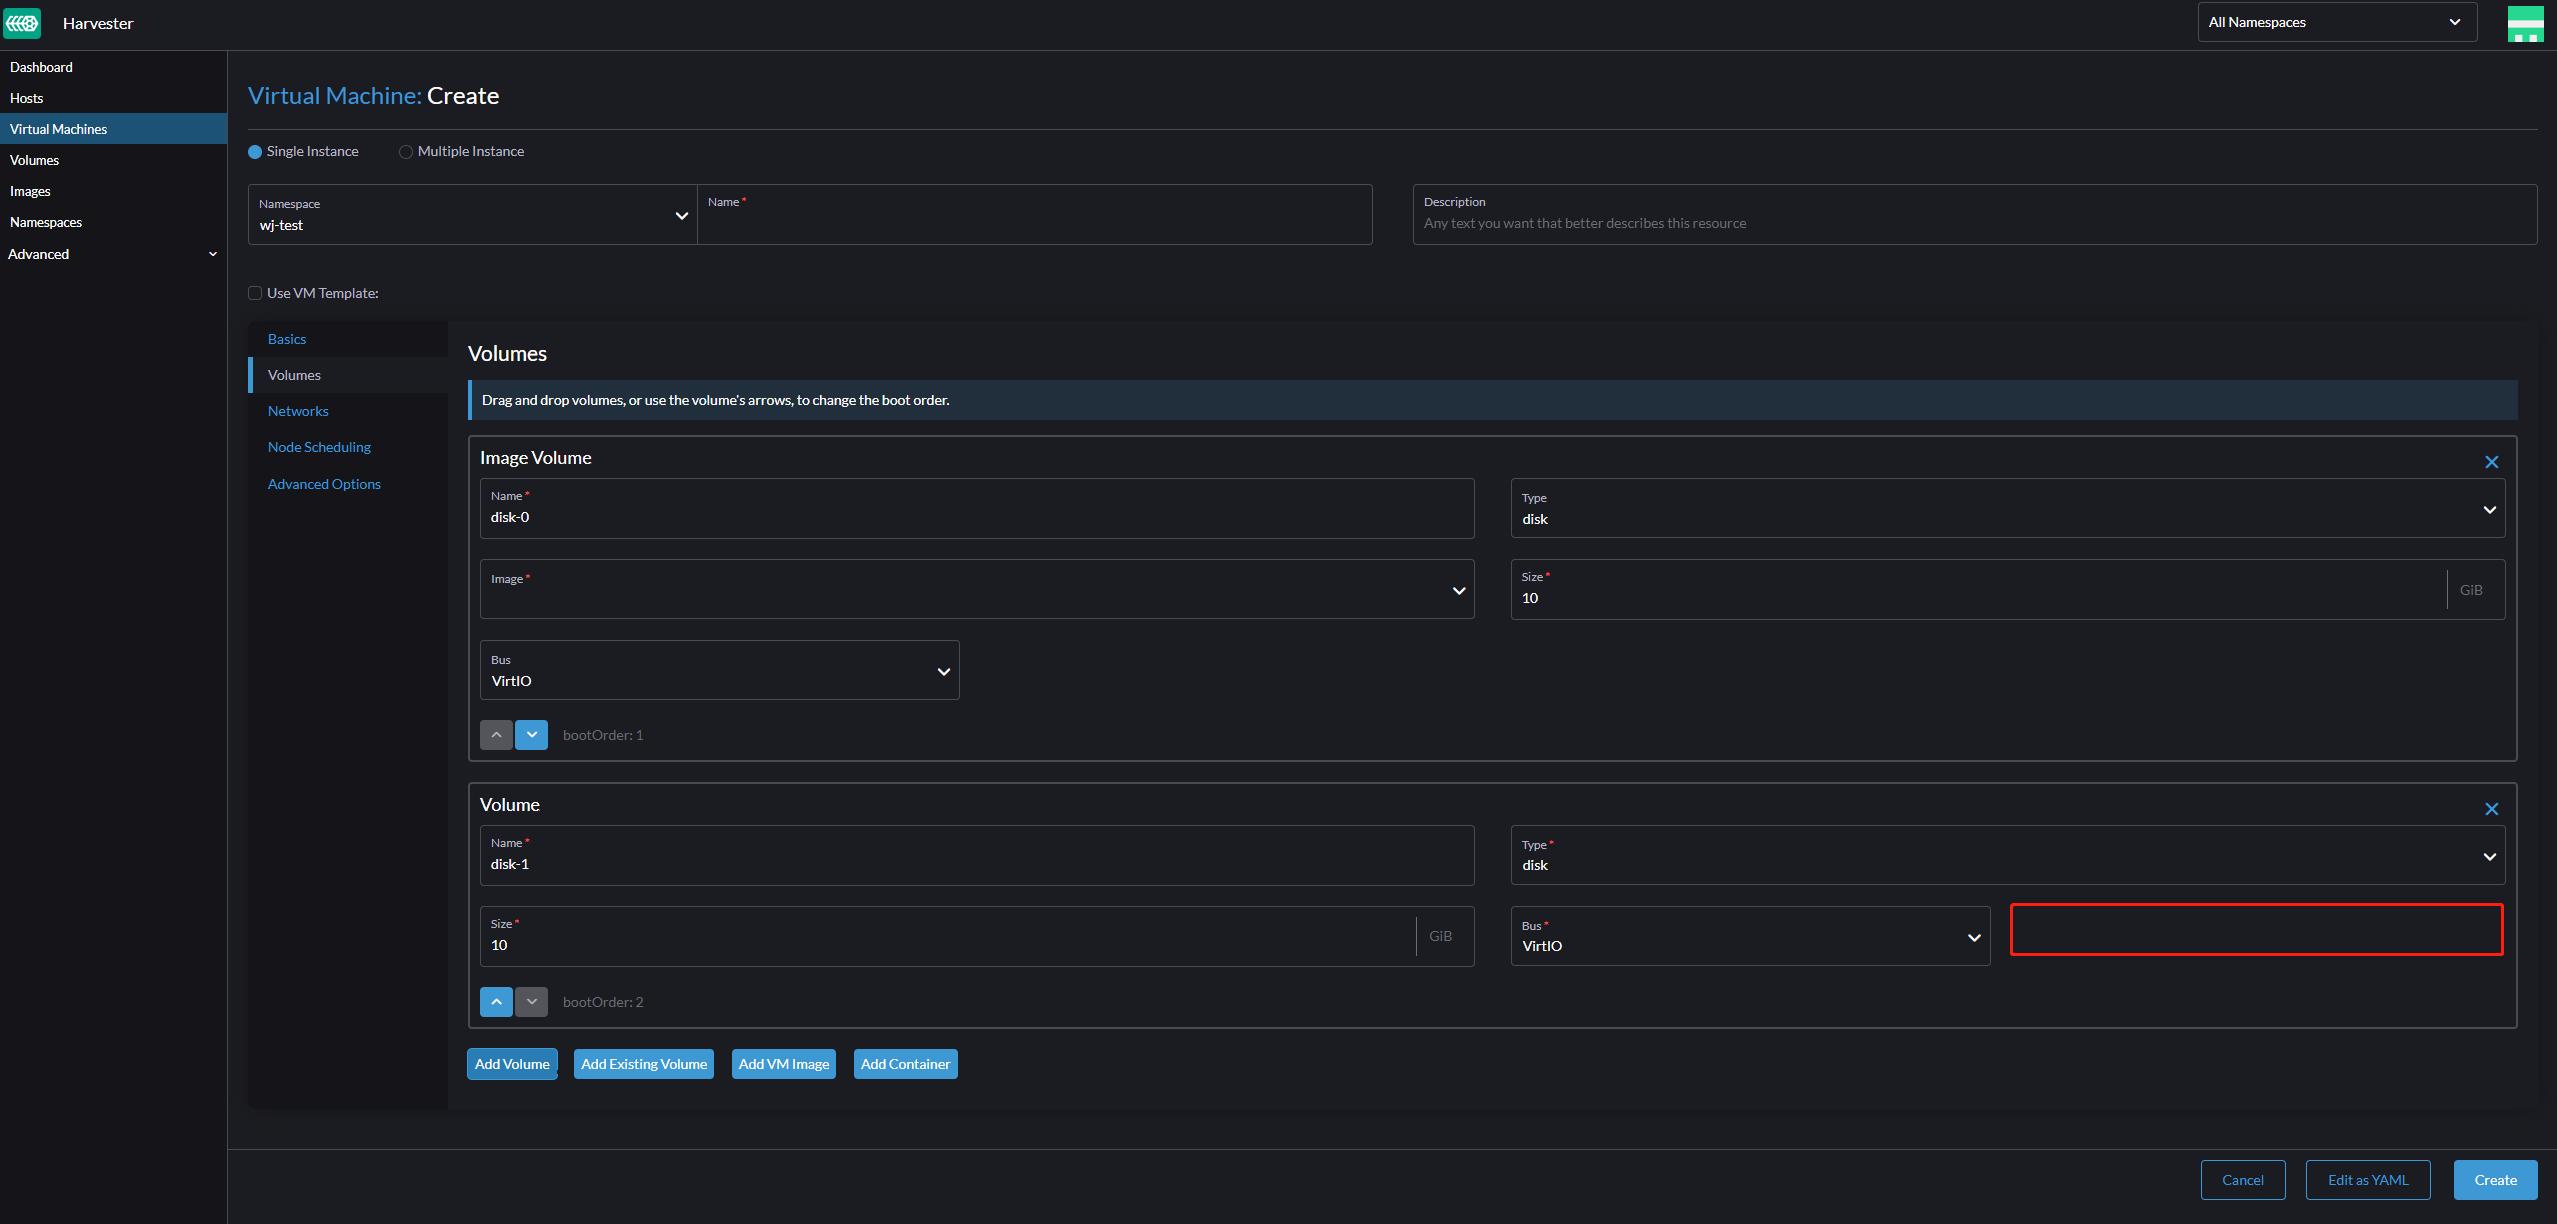 Harvester
All Namespaces
Dashboard
Hosts
Virtual Machines
Volumes
Images
Namespaces
Advanced
Virtual Machine: Create
Single Instance
Multiple Instance
Namespace
wj-test
Name *
Description
Any text you want that better describes this resource
Use VM Template:
Basics
Volumes
Networks
Node Scheduling
Advanced Options
Volumes
Drag and drop volumes, or use the volume's arrows, to change the boot order.
Image Volume
Name *
disk-0
Type
disk
Image *
Size *
10
GiB
Bus
VirtIO
bootOrder: 1
Volume
Name *
disk-1
Type *
disk
Size *
10
GiB
Bus *
VirtIO
bootOrder: 2
Add Volume
Add Existing Volume
Add VM Image
Add Container
Cancel
Edit as YAML
Create